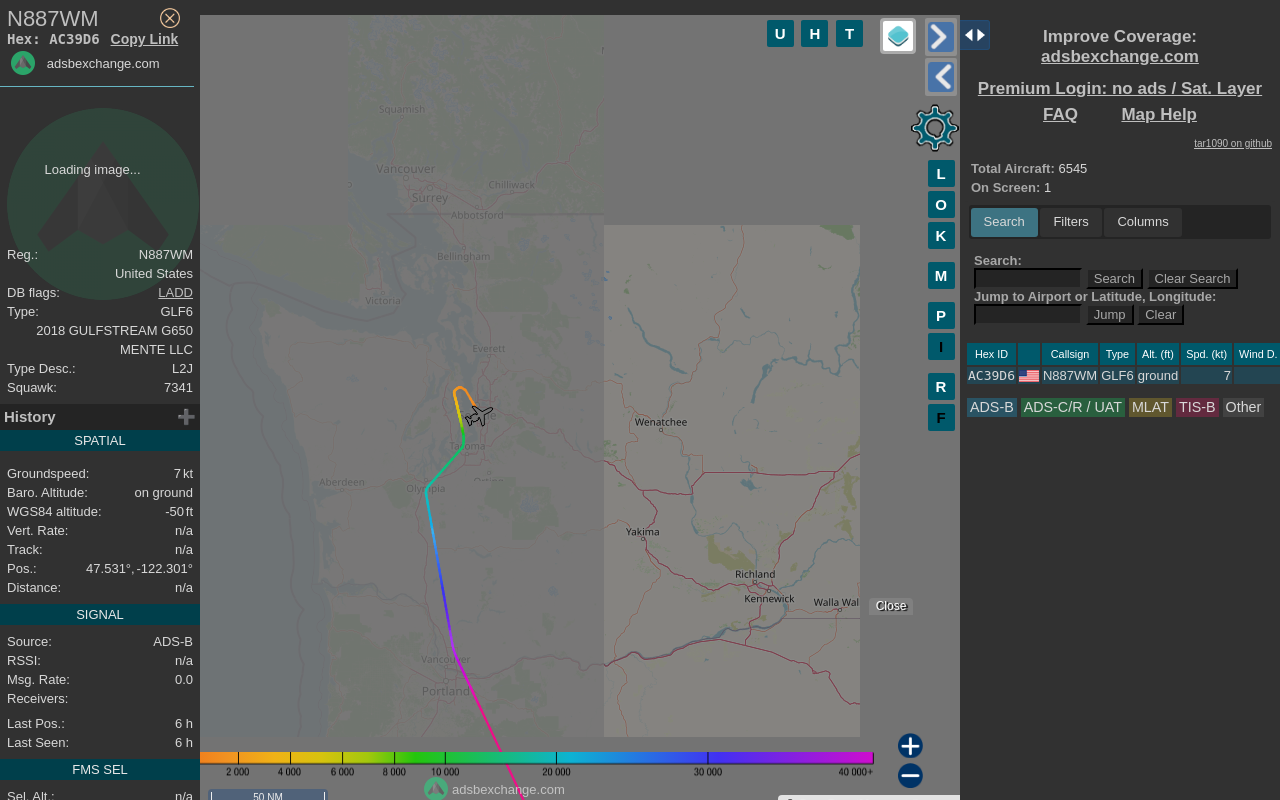 N887WM
Hex: AC39D6 Copy Link
adsbexchange.com
Loading image...
Reg.: N887WM
United States
DB flags: LADD
Type: GLF6
2018 GULFSTREAM G650
MENTE LLC
Type Desc.: L2J
Squawk: 7341
History
SPATIAL
Groundspeed: 7 kt
Baro. Altitude: on ground
WGS84 altitude: -50 ft
Vert. Rate: n/a
Track: n/a
Pos.: 47.531°, -122.301°
Distance: n/a
SIGNAL
Source: ADS-B
RSSI: n/a
Msg. Rate: 0.0
Receivers:
Last Pos.: 6 h
Last Seen: 6 h
FMS SEL
Sel. Alt.: n/a
U H T
L
O
K
M
P
I
R
F
Squamish
Vancouver
Chilliwack
Surrey
Abbotsford
Bellingham
Victoria
Everett
Tacoma
Aberdeen
Olympia
Wenatchee
Yakima
Richland
Kennewick
Walla Wal
Vancouver
Portland
Close
2 000 4 000 6 000 8 000 10 000 20 000 30 000 40 000+
adsbexchange.com
50 NM
Improve Coverage:
adsbexchange.com
Premium Login: no ads / Sat. Layer
FAQ Map Help
tar1090 on github
Total Aircraft: 6545
On Screen: 1
Search Filters Columns
Search:
Search Clear Search
Jump to Airport or Latitude, Longitude:
Jump Clear
Hex ID Callsign Type Alt. (ft) Spd. (kt) Wind D.
AC39D6 N887WM GLF6 ground 7
ADS-B ADS-C/R / UAT MLAT TIS-B Other